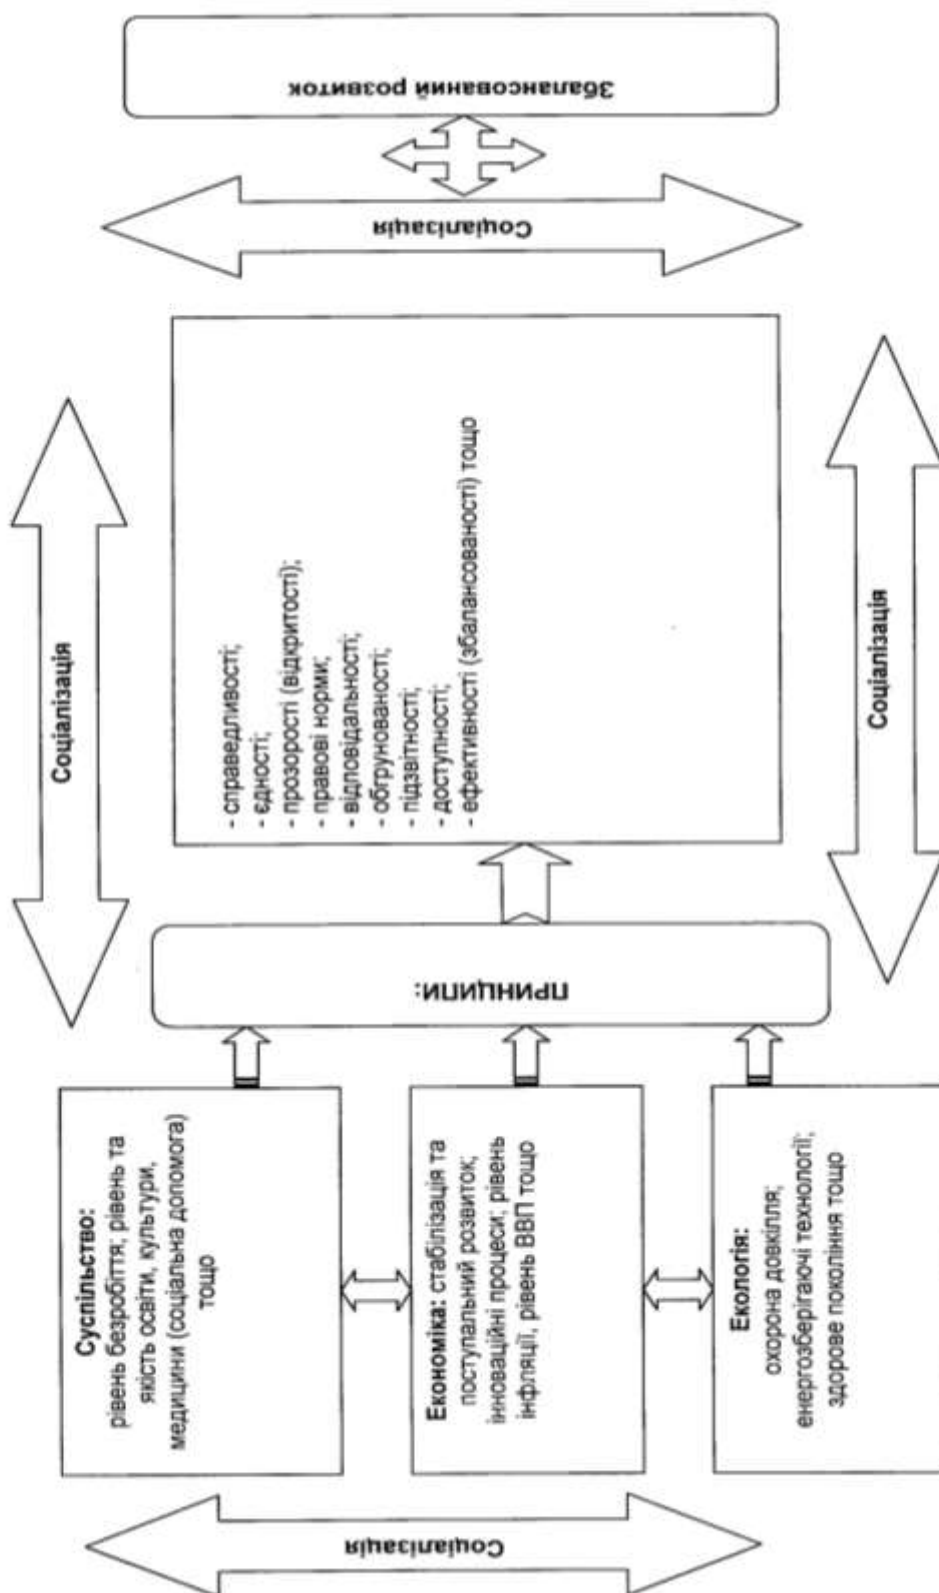 Соціалізація
Соціалізація
Суспільство:
рівень безробіття; рівень та
якість освіти, культури,
медицини (соціальна допомога)
тощо
Економіка: стабілізація та
поступальний розвиток;
інноваційні процеси; рівень
інфляції, рівень ВВП тощо
Екологія:
охорона довкілля;
енергозберігаючі технології;
здорове покоління тощо
ПРИНЦИПИ:
- справедливості;
- єдності;
- прозорості (відкритості);
- правові норми;
- відповідальності;
- обгрунованості;
- підзвітності;
- доступності;
- ефективності (збалансованості) тощо
Соціалізація
Збалансований розвиток
Соціалізація